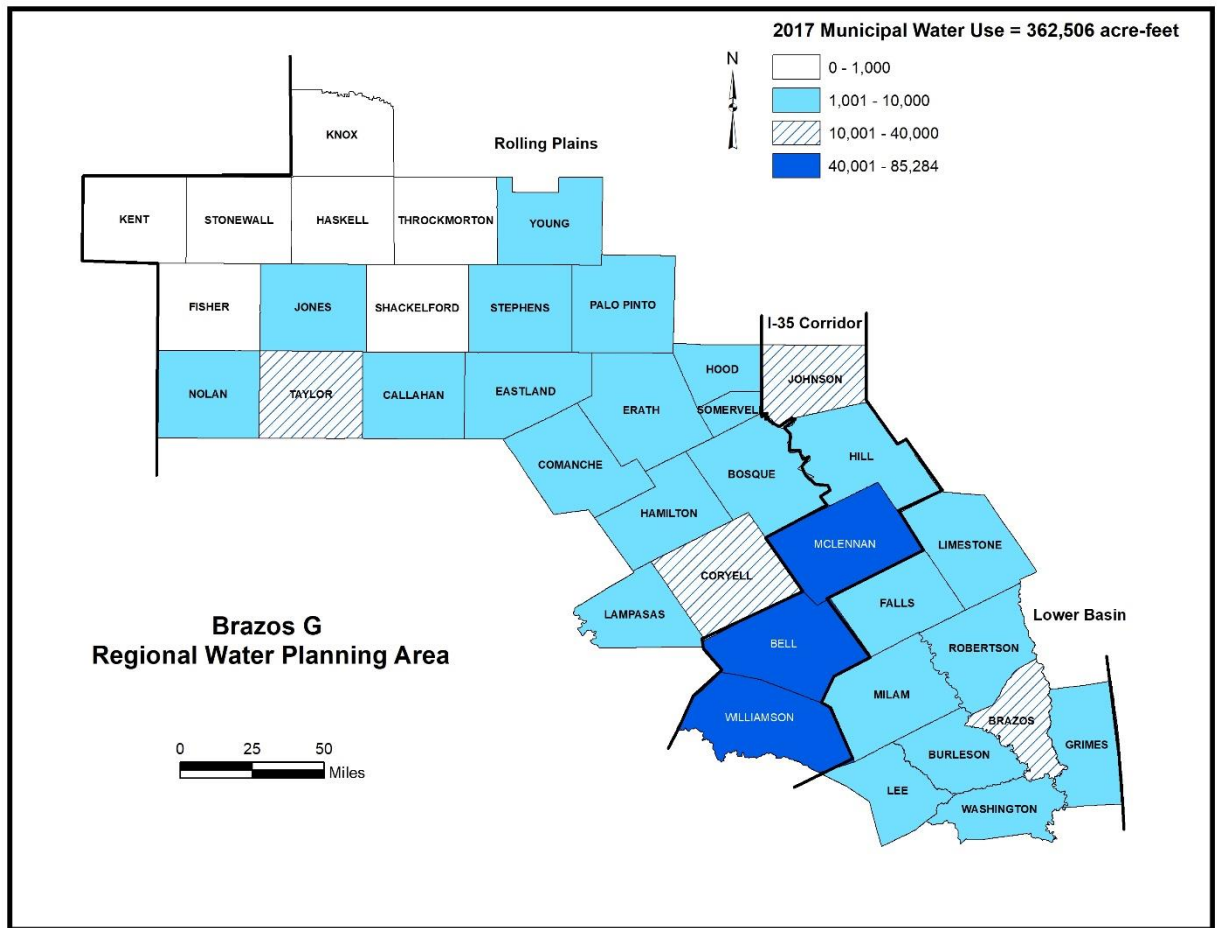 2017 Municipal Water Use = 362,506 acre-feet
N
0 - 1,000
1,001 - 10,000
10,001 - 40,000
40,001 - 85,284
KNOX
Rolling Plains
KENT
STONEWALL
HASKELL
THROCKMORTON
YOUNG
FISHER
JONES
SHACKELFORD
STEPHENS
PALO PINTO
I-35 Corridor
NOLAN
TAYLOR
CALLAHAN
EASTLAND
ERATH
HOOD
JOHNSON
SOMERVELL
COMANCHE
BOSQUE
HILL
HAMILTON
MCLENNAN
LIMESTONE
CORYELL
LAMPASAS
FALLS
Lower Basin
Brazos G
Regional Water Planning Area
BELL
ROBERTSON
MILAM
WILLIAMSON
BRAZOS
GRIMES
BURLESON
LEE
WASHINGTON
0 25 50
Miles